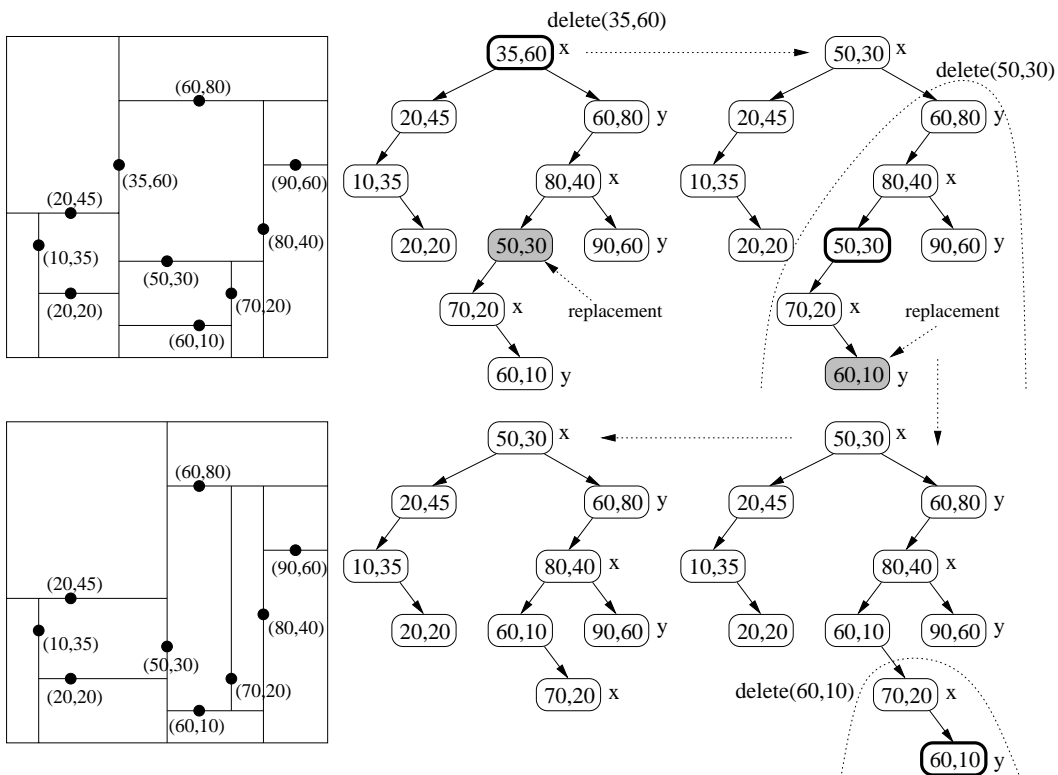 delete(35,60)
35,60 x
50,30 x
delete(50,30)
(60,80)
20,45
60,80 y
20,45
60,80 y
(35,60)
(90,60)
10,35
80,40 x
10,35
80,40 x
(20,45)
(10,35)
(80,40)
20,20
50,30
90,60 y
20,20
50,30
90,60 y
(50,30)
(20,20)
(70,20)
70,20 x
replacement
70,20 x
replacement
(60,10)
60,10 y
60,10 y
50,30 x
50,30 x
(60,80)
20,45
60,80 y
20,45
60,80 y
(90,60)
10,35
80,40 x
10,35
80,40 x
(20,45)
(10,35)
(80,40)
20,20
60,10
90,60 y
20,20
60,10
90,60 y
(50,30)
(20,20)
(70,20)
70,20 x
delete(60,10)
70,20 x
(60,10)
60,10 y